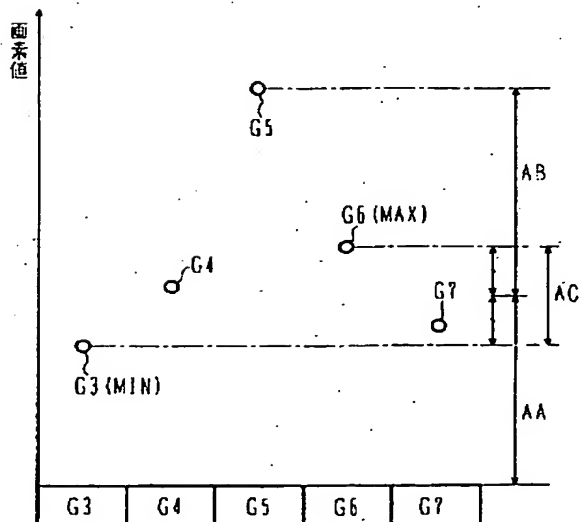 画素値
G5
AB
G6(MAX)
G4
G7
AC
G3(MIN)
AA
G3 G4 G5 G6 G7